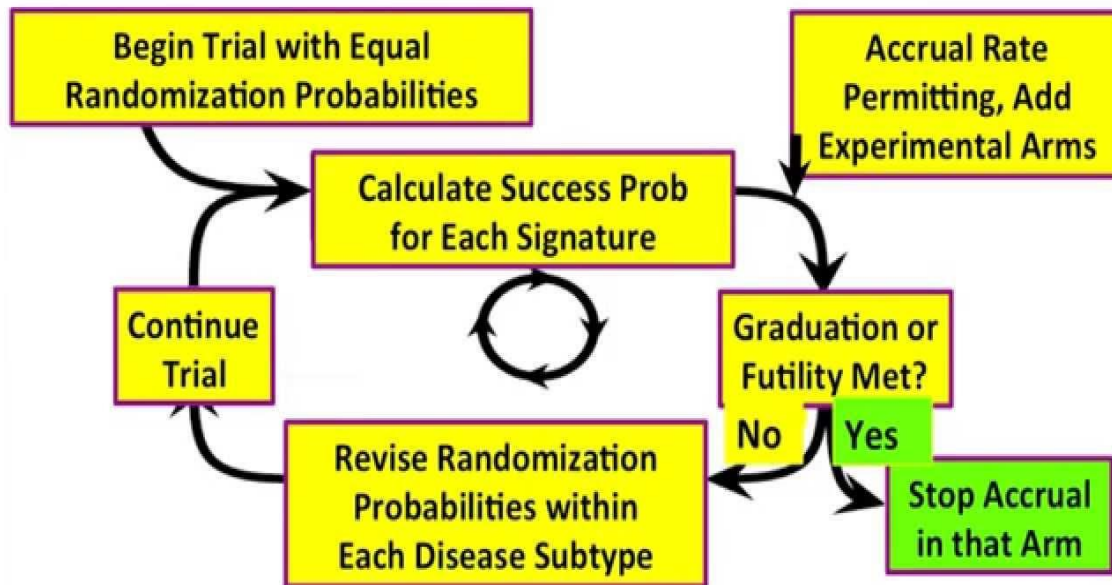 Begin Trial with Equal
Randomization Probabilities
Accrual Rate
Permitting, Add
Experimental Arms
Calculate Success Prob
for Each Signature
Graduation or
Futility Met?
No
Yes
Stop Accrual
in that Arm
Revise Randomization
Probabilities within
Each Disease Subtype
Continue
Trial